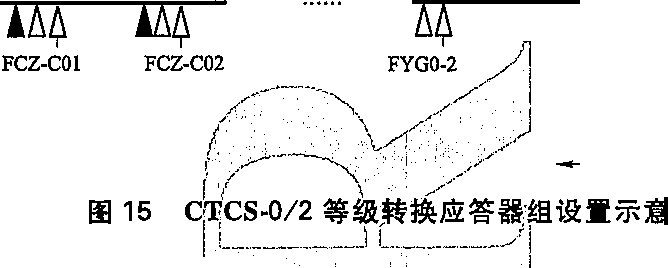 ......
FCZ-C01 FCZ-C02 FYG0-2
图 15 CTCS-0/2 等级转换应答器组设置示意